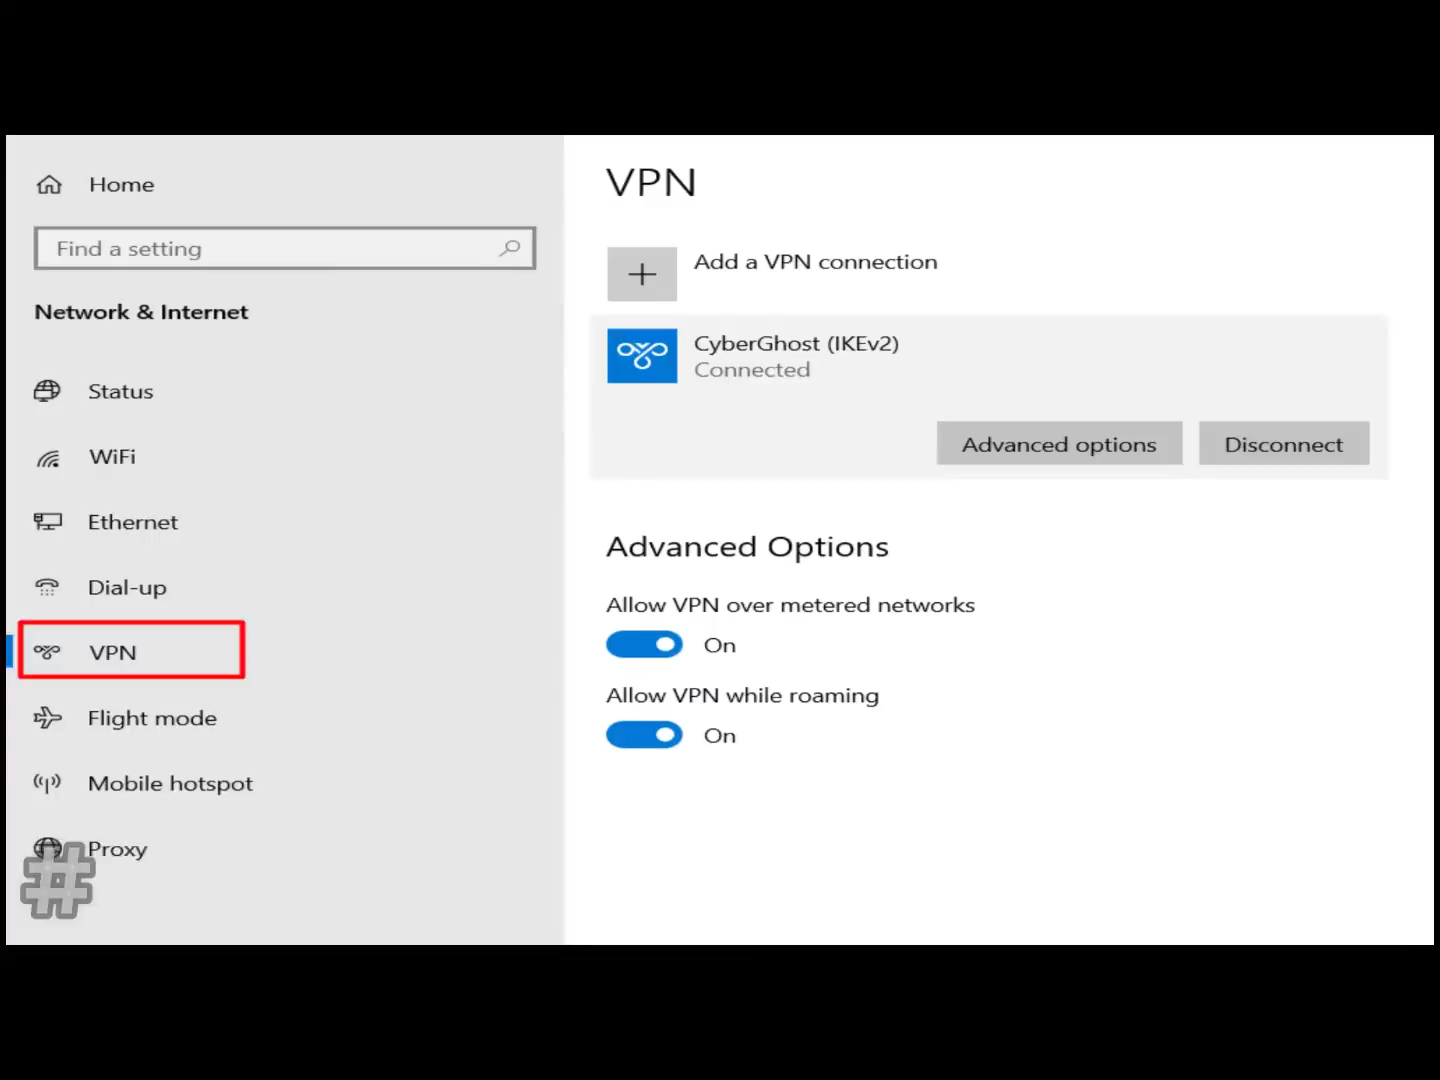 Home
Find a setting
Network & Internet
Status
WiFi
Ethernet
Dial-up
VPN
Flight mode
Mobile hotspot
Proxy
#
VPN
Add a VPN connection
CyberGhost (IKEv2)
Connected
Advanced options
Disconnect
Advanced Options
Allow VPN over metered networks
On
Allow VPN while roaming
On